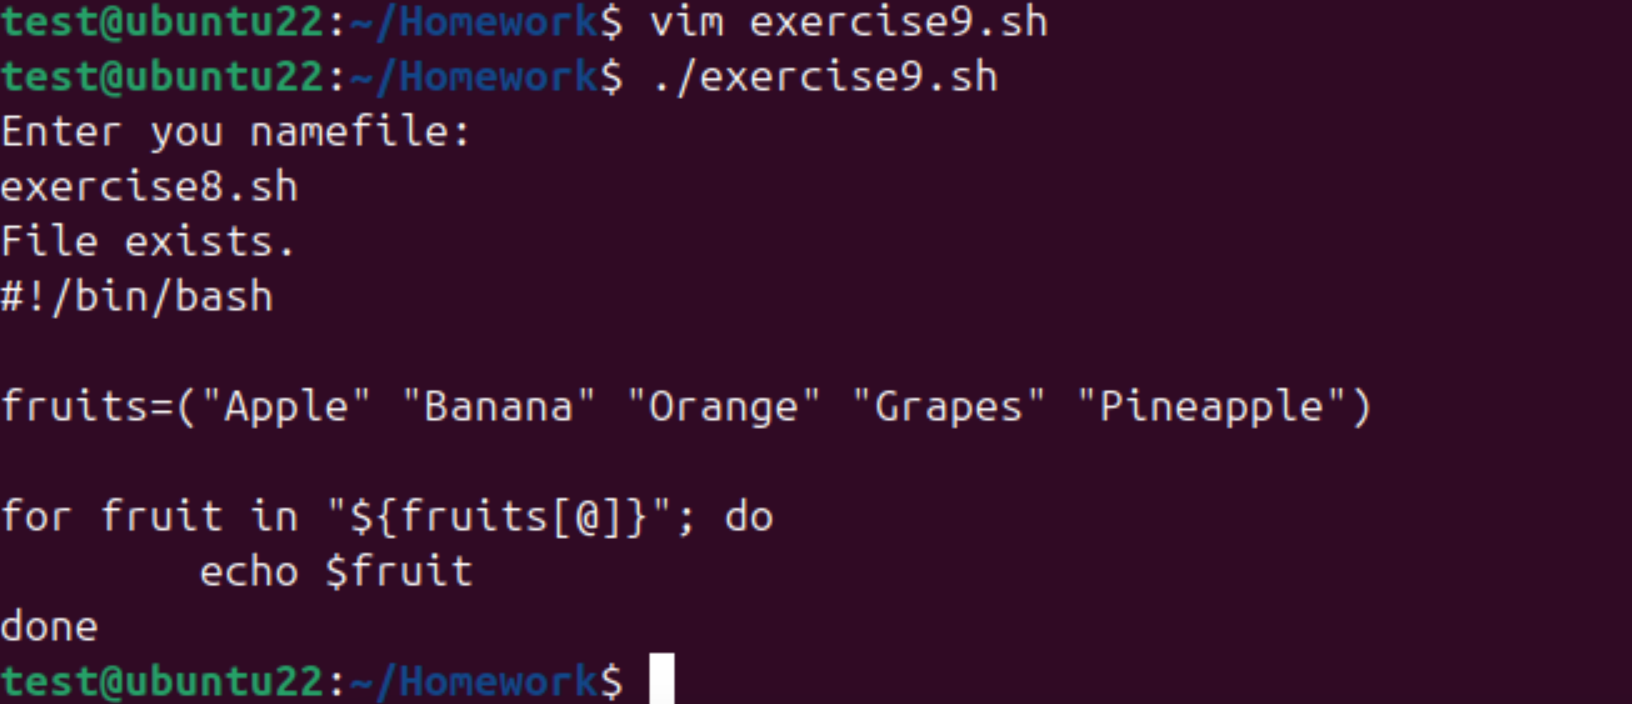 test@ubuntu22:~/Homework$ vim exercise9.sh
test@ubuntu22:~/Homework$ ./exercise9.sh
Enter you namefile:
exercise8.sh
File exists.
#!/bin/bash

fruits=("Apple" "Banana" "Orange" "Grapes" "Pineapple")

for fruit in "${fruits[@]}"; do
        echo $fruit
done
test@ubuntu22:~/Homework$